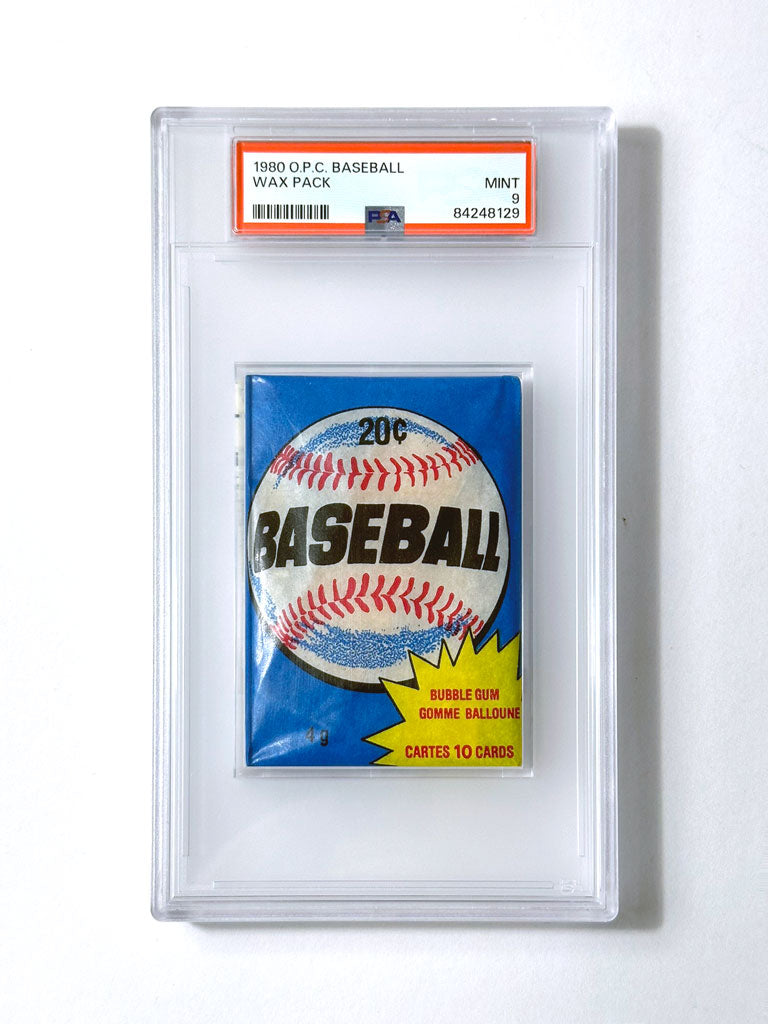 1980 O.P.C. BASEBALL
WAX PACK MINT
9
PSA 84248129
20¢
BASEBALL
BUBBLE GUM
GOMME BALLOUNE
4 g
CARTES 10 CARDS